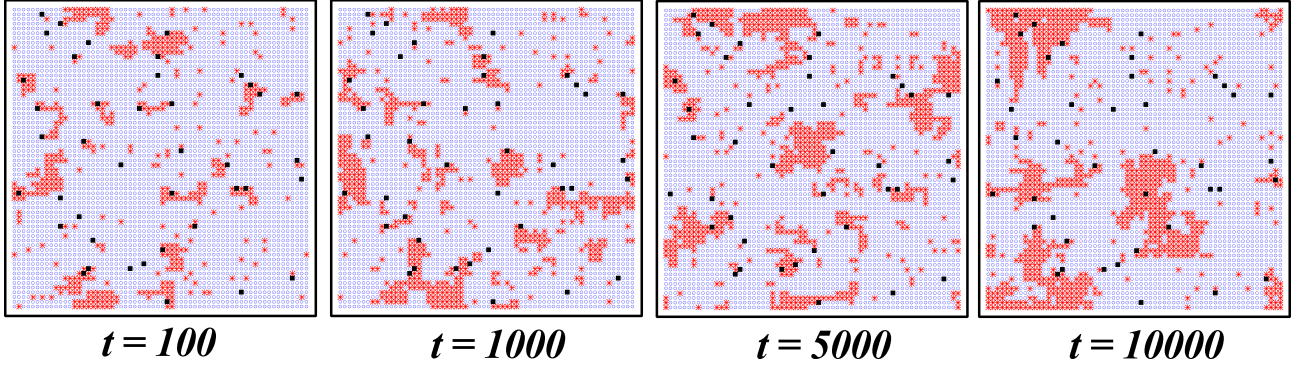 t = 100 t = 1000 t = 5000 t = 10000